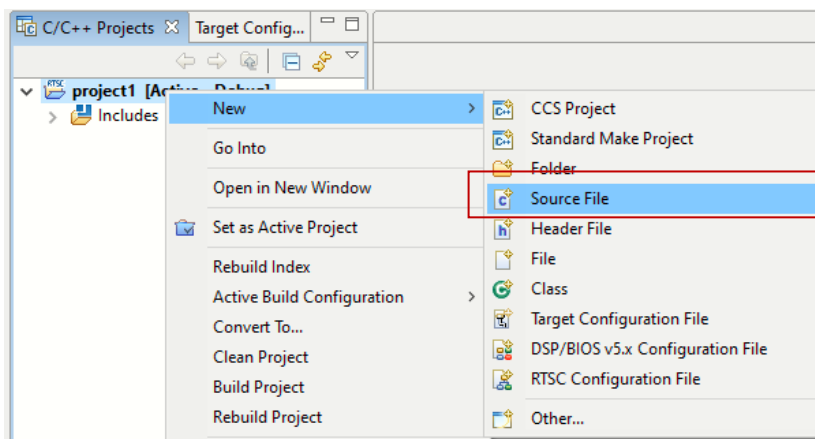 C/C++ Projects
Target Config...
RTSC
project1 [Active - Debug]
Includes
New
Go Into
Open in New Window
Set as Active Project
Rebuild Index
Active Build Configuration
Convert To...
Clean Project
Build Project
Rebuild Project
CCS Project
Standard Make Project
Folder
Source File
Header File
File
Class
Target Configuration File
DSP/BIOS v5.x Configuration File
RTSC Configuration File
Other...